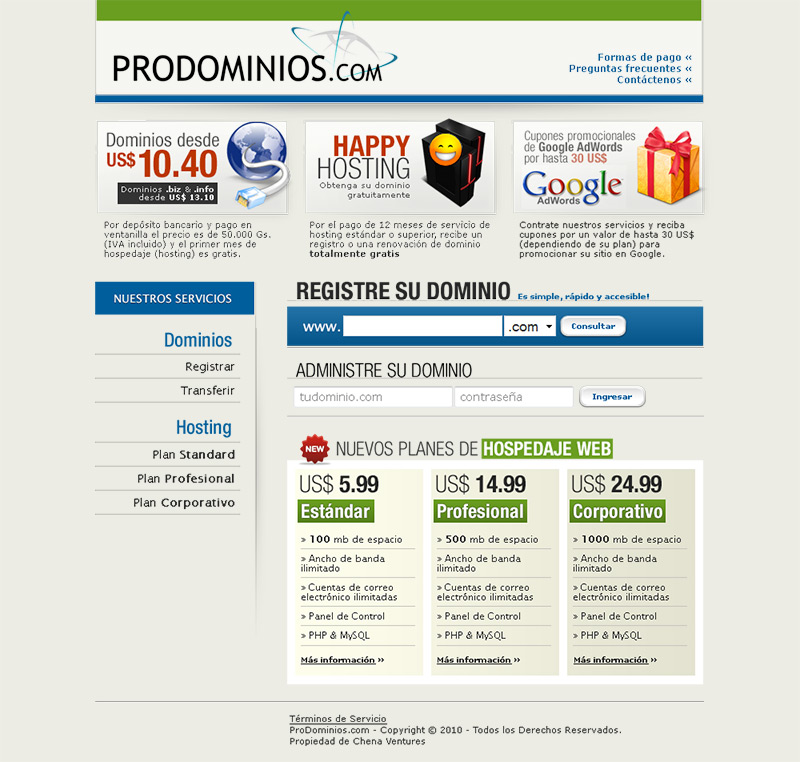 PRODOMINIOS.COM
Formas de pago «
Preguntas frecuentes «
Contáctenos «
Dominios desde
US$ 10.40
Dominios .biz & .info
desde US$ 13.10
HAPPY
HOSTING
Obtenga su dominio
gratuitamente
Cupones promocionales
de Google AdWords
por hasta 30 US$
Google
AdWords
Por depósito bancario y pago en
ventanilla el precio es de 50.000 Gs.
(IVA incluido) y el primer mes de
hospedaje (hosting) es gratis.
Por el pago de 12 meses de servicio de
hosting estándar o superior, recibe un
registro o una renovación de dominio
totalmente gratis
Contrate nuestros servicios y reciba
cupones por un valor de hasta 30 US$
(dependiendo de su plan) para
promocionar su sitio en Google.
NUESTROS SERVICIOS
Dominios
Registrar
Transferir
Hosting
Plan Standard
Plan Profesional
Plan Corporativo
REGISTRE SU DOMINIO Es simple, rápido y accesible!
www. .com Consultar
ADMINISTRE SU DOMINIO
tudominio.com contraseña Ingresar
NEW NUEVOS PLANES DE HOSPEDAJE WEB
US$ 5.99
Estándar
» 100 mb de espacio
» Ancho de banda
ilimitado
» Cuentas de correo
electrónico ilimitadas
» Panel de Control
» PHP & MySQL
Más información »
US$ 14.99
Profesional
» 500 mb de espacio
» Ancho de banda
ilimitado
» Cuentas de correo
electrónico ilimitadas
» Panel de Control
» PHP & MySQL
Más información »
US$ 24.99
Corporativo
» 1000 mb de espacio
» Ancho de banda
ilimitado
» Cuentas de correo
electrónico ilimitadas
» Panel de Control
» PHP & MySQL
Más información »
Términos de Servicio
ProDominios.com - Copyright © 2010 - Todos los Derechos Reservados.
Propiedad de Chena Ventures